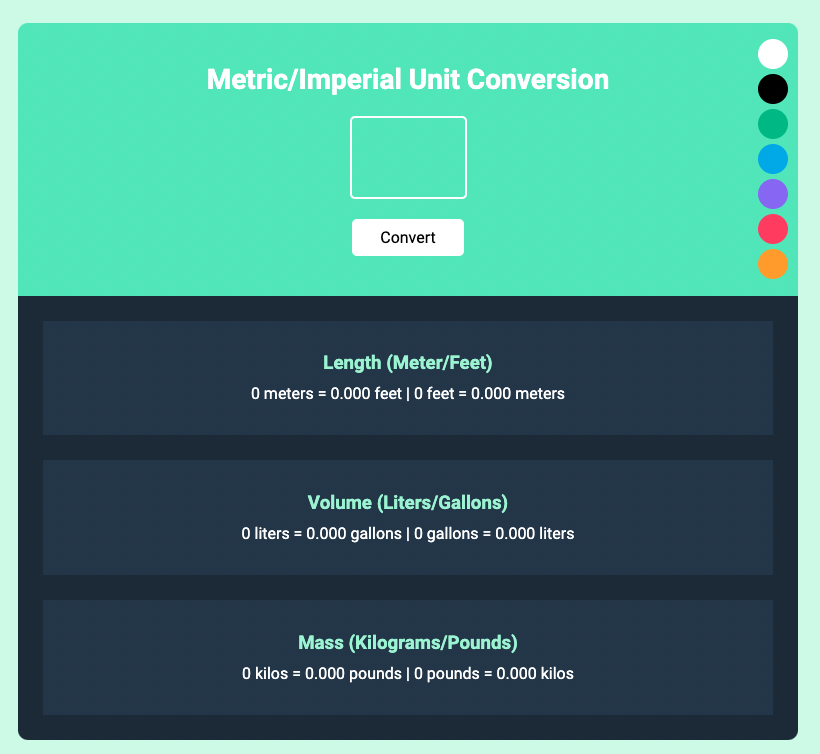 Metric/Imperial Unit Conversion
Convert
Length (Meter/Feet)
0 meters = 0.000 feet | 0 feet = 0.000 meters
Volume (Liters/Gallons)
0 liters = 0.000 gallons | 0 gallons = 0.000 liters
Mass (Kilograms/Pounds)
0 kilos = 0.000 pounds | 0 pounds = 0.000 kilos